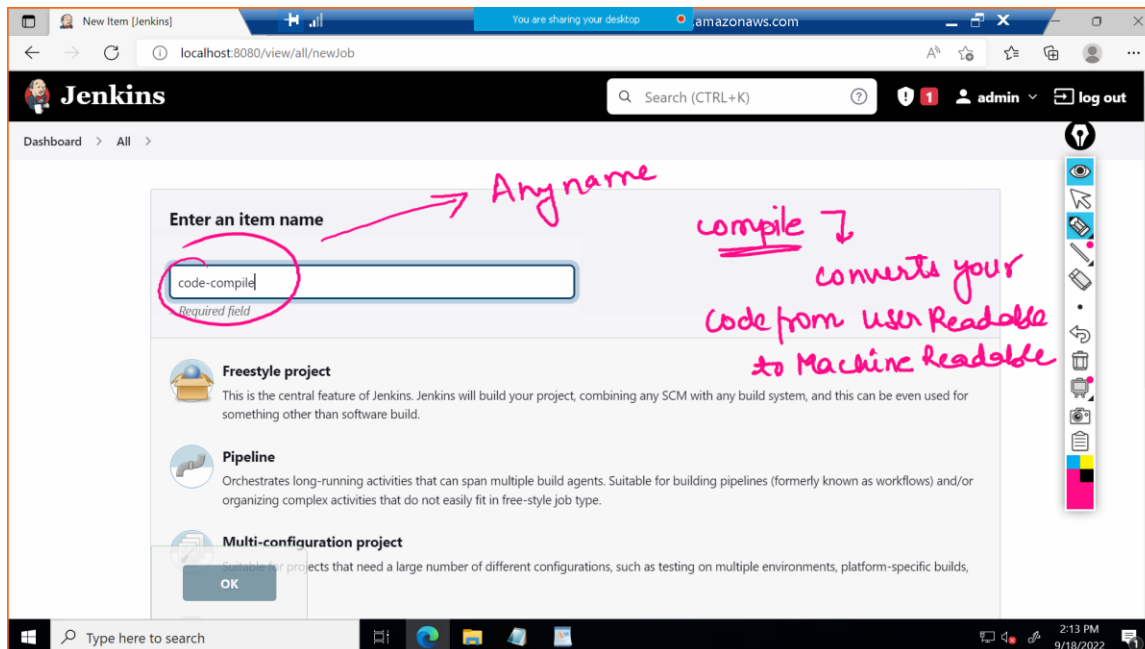 New Item [Jenkins]
You are sharing your desktop
.amazonaws.com
localhost:8080/view/all/newJob
Jenkins
Search (CTRL+K)
1
admin
log out
Dashboard > All >
Any name
Enter an item name
compile
code-compile
converts your
Required field
code from user Readable
to Machine Readable
Freestyle project
This is the central feature of Jenkins. Jenkins will build your project, combining any SCM with any build system, and this can be even used for
something other than software build.
Pipeline
Orchestrates long-running activities that can span multiple build agents. Suitable for building pipelines (formerly known as workflows) and/or
organizing complex activities that do not easily fit in free-style job type.
Multi-configuration project
Suitable for projects that need a large number of different configurations, such as testing on multiple environments, platform-specific builds,
OK
Type here to search
2:13 PM
9/18/2022